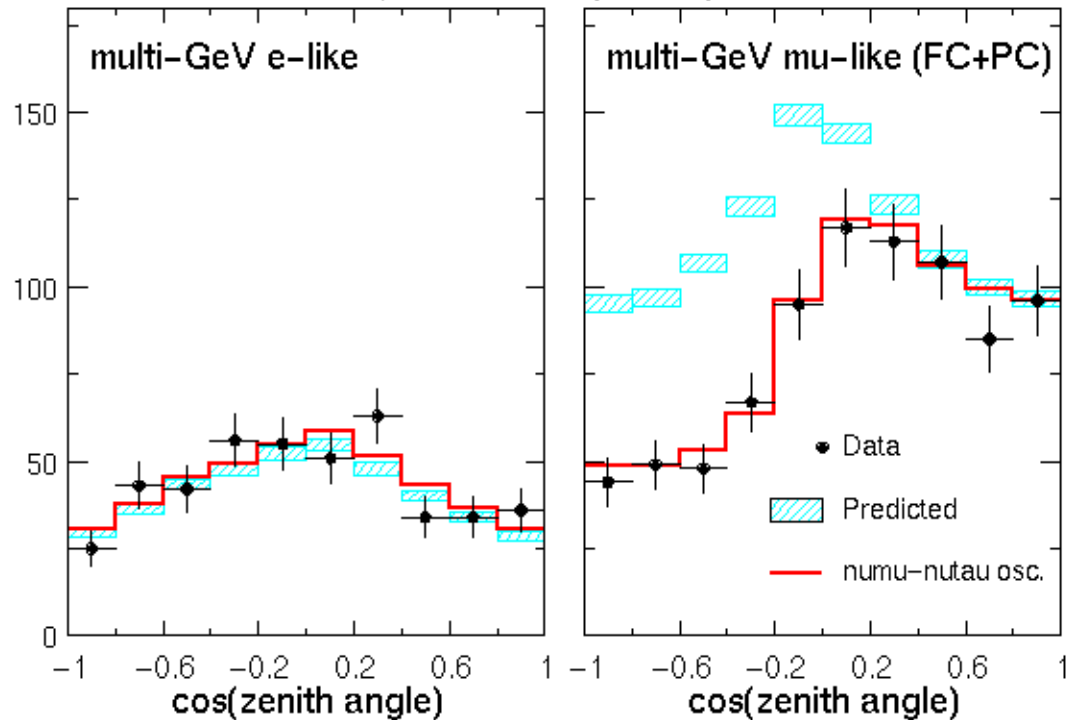 multi-GeV e-like
multi-GeV mu-like (FC+PC)
150
100
50
0
Data
Predicted
numu-nutau osc.
-1 -0.6 -0.2 0.2 0.6 1
-1 -0.6 -0.2 0.2 0.6 1
cos(zenith angle)
cos(zenith angle)